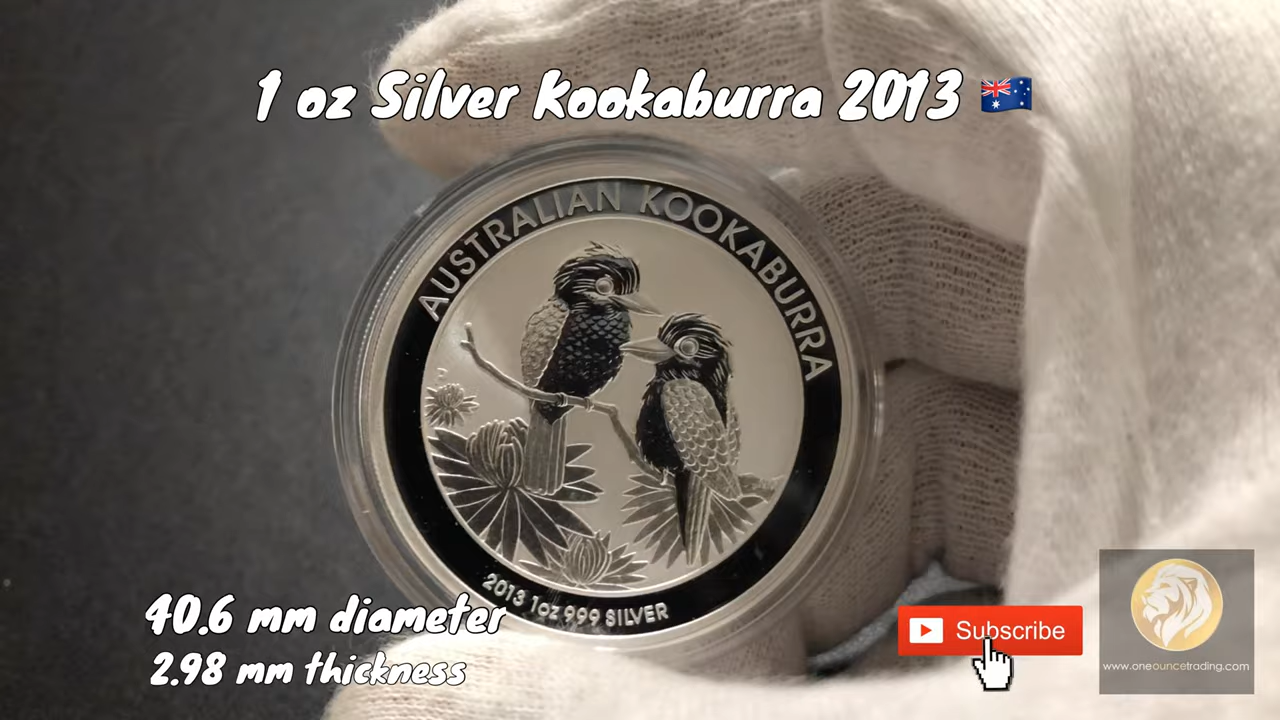 1 oz Silver Kookaburra 2013 🇦🇺
AUSTRALIAN KOOKABURRA
2013 1oz 999 SILVER
40.6 mm diameter
2.98 mm thickness
Subscribe
www.oneouncetrading.com